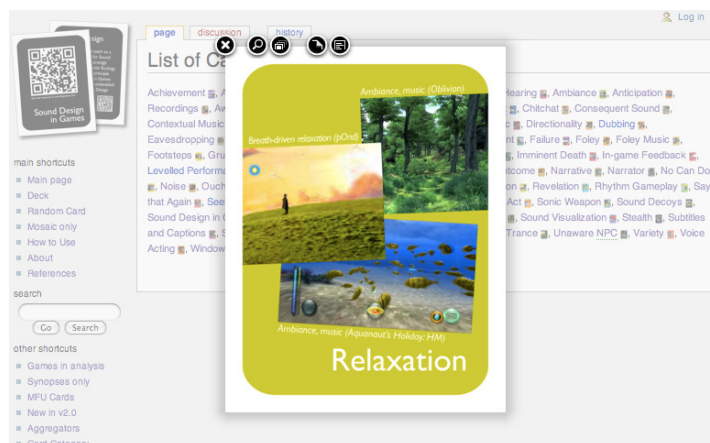 Log in
page
discussion
history
Sound Design
in Games
List of
Achievement
Hearing, Ambiance, Anticipation,
Recordings
Chitchat, Consequent Sound,
Contextual Music
Directionality, Dubbing,
Eavesdropping
Failure, Foley, Foley Music,
Footsteps
Imminent Death, In-game Feedback,
Levelled
Narrative, Narrator, No Can Do
Noise
Revelation, Rhythm Gameplay, Say
that Again
Act, Sonic Weapon, Sound Decoys,
Sound Design in
Sound Visualization, Stealth, Subtitles
and Captions
Trance, Unaware NPC, Variety, Voice
Acting
Ambiance, music (Oblivion)
Breath-driven relaxation (pOnd)
Ambiance, music (Aquanaut's Holiday: HM)
Relaxation
main shortcuts
Main page
Deck
Random Card
Mosaic only
How to Use
About
References
search
Go
Search
other shortcuts
Games in analysis
Synopses only
MFU Cards
New in v2.0
Aggregators
Card Category